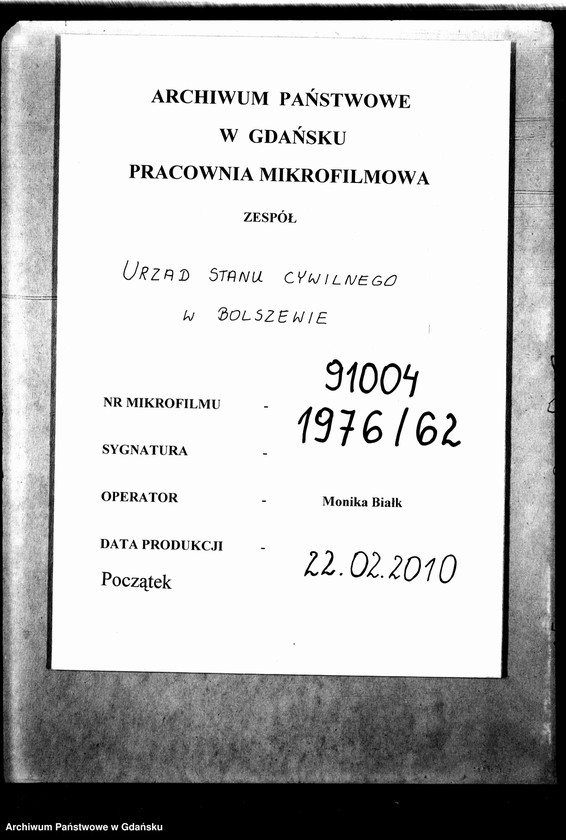 ARCHIWUM PAŃSTWOWE
W GDAŃSKU
PRACOWNIA MIKROFILMOWA
ZESPÓŁ
URZAD STANU CYWILNEGO
W BOLSZEWIE
NR MIKROFILMU - 91004
SYGNATURA - 1976/62
OPERATOR - Monika Białk
DATA PRODUKCJI - 22.02.2010
Początek
Archiwum Państwowe w Gdańsku